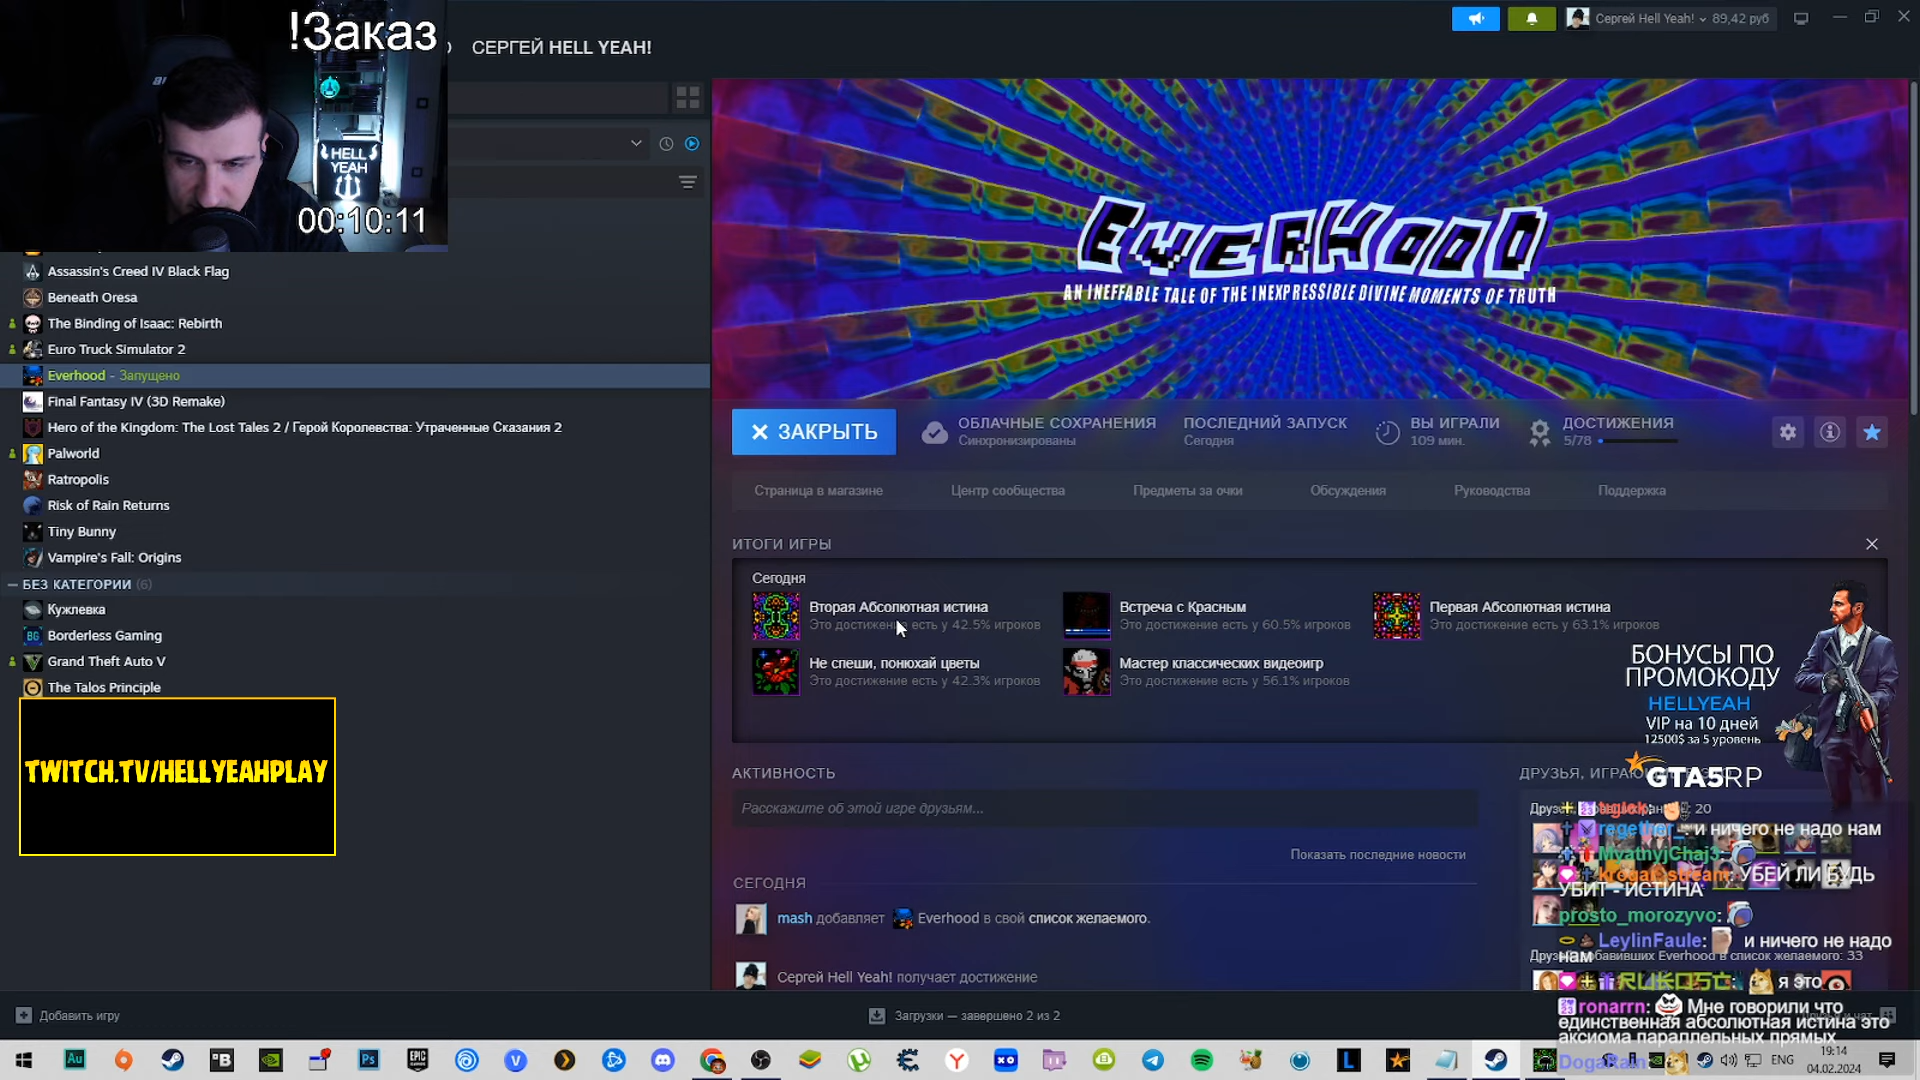 !Заказ
СЕРГЕЙ HELL YEAH!
Сергей Hell Yeah!
89,42 руб
HELL
YEAH
00:10:11
Assassin's Creed IV Black Flag
Beneath Oresa
The Binding of Isaac: Rebirth
Euro Truck Simulator 2
Everhood - Запущено
Final Fantasy IV (3D Remake)
Hero of the Kingdom: The Lost Tales 2 / Герой Королевства: Утраченные Сказания 2
Palworld
Ratropolis
Risk of Rain Returns
Tiny Bunny
Vampire's Fall: Origins
— БЕЗ КАТЕГОРИИ (6)
Кужлевка
Borderless Gaming
Grand Theft Auto V
The Talos Principle
TWITCH.TV/HELLYEAHPLAY
EVERHOOD
AN INEFFABLE TALE OF THE INEXPRESSIBLE DIVINE MOMENTS OF TRUTH
ЗАКРЫТЬ
ОБЛАЧНЫЕ СОХРАНЕНИЯ
Синхронизированы
ПОСЛЕДНИЙ ЗАПУСК
Сегодня
ВЫ ИГРАЛИ
109 мин.
ДОСТИЖЕНИЯ
5/78
Страница в магазине
Центр сообщества
Предметы за очки
Обсуждения
Руководства
Поддержка
ИТОГИ ИГРЫ
Сегодня
Вторая Абсолютная истина
Это достижение есть у 42.5% игроков
Встреча с Красным
Это достижение есть у 60.5% игроков
Первая Абсолютная истина
Это достижение есть у 63.1% игроков
Не спеши, понюхай цветы
Это достижение есть у 42.3% игроков
Мастер классических видеоигр
Это достижение есть у 56.1% игроков
БОНУСЫ ПО
ПРОМОКОДУ
HELLYEAH
VIP на 10 дней
12500$ за 5 уровень
GTA5RP
АКТИВНОСТЬ
Расскажите об этой игре друзьям...
Показать последние новости
СЕГОДНЯ
mash добавляет Everhood в свой список желаемого.
Сергей Hell Yeah! получает достижение
ДРУЗЬЯ, ИГРА
20
regether_: и ничего не надо нам
MyatnyjChaj3:
krogar_stream: УБЕЙ ЛИ БУДЬ
УБИТ - ИСТИНА
prosto_morozyvo:
LeylinFaule: и ничего не надо
нам
добавивших Everhood в список желаемого: 33
я это
ronarrn: Мне говорили что
единственная абсолютная истина это
аксиома параллельных прямых
DogaRain:
Добавить игру
Загрузки — завершено 2 из 2
ENG
19:14
04.02.2024